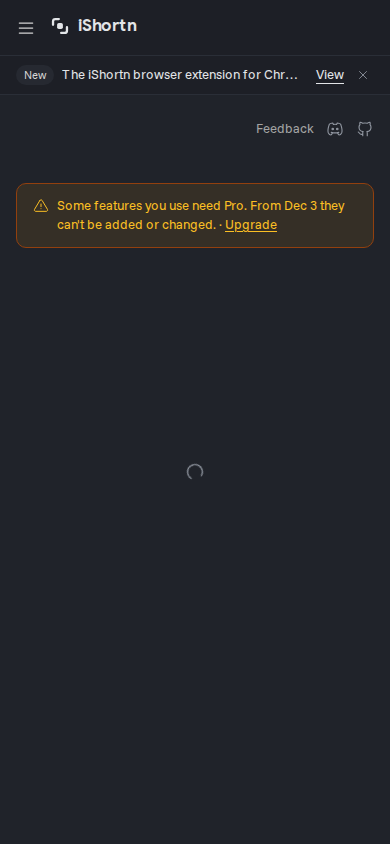 iShortn
New The iShortn browser extension for Chr... View
Feedback
Some features you use need Pro. From Dec 3 they
can't be added or changed. · Upgrade